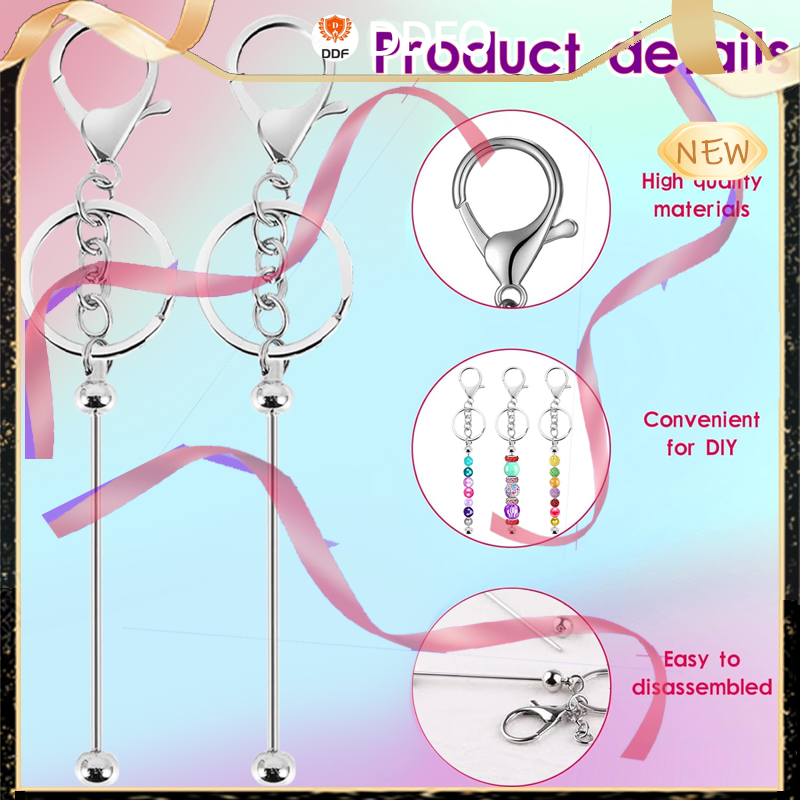 DDF
Product details
NEW
High quality
materials
Convenient
for DIY
Easy to
disassembled